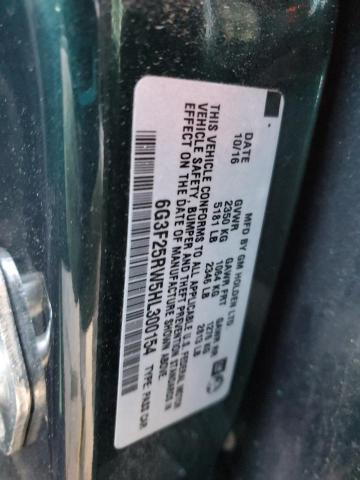 MFD BY GM HOLDEN LTD.
DATE GVWR GAWR FRT GAWR RR
10/16 2350 KG 1064 KG 1276 KG
5181 LB 2346 LB 2813 LB
THIS VEHICLE CONFORMS TO ALL APPLICABLE U.S. FEDERAL MOTOR
VEHICLE SAFETY, BUMPER AND THEFT PREVENTION STANDARDS IN
EFFECT ON THE DATE OF MANUFACTURE SHOWN ABOVE.
6G3F25RW5HL300154 TYPE: PASS CAR